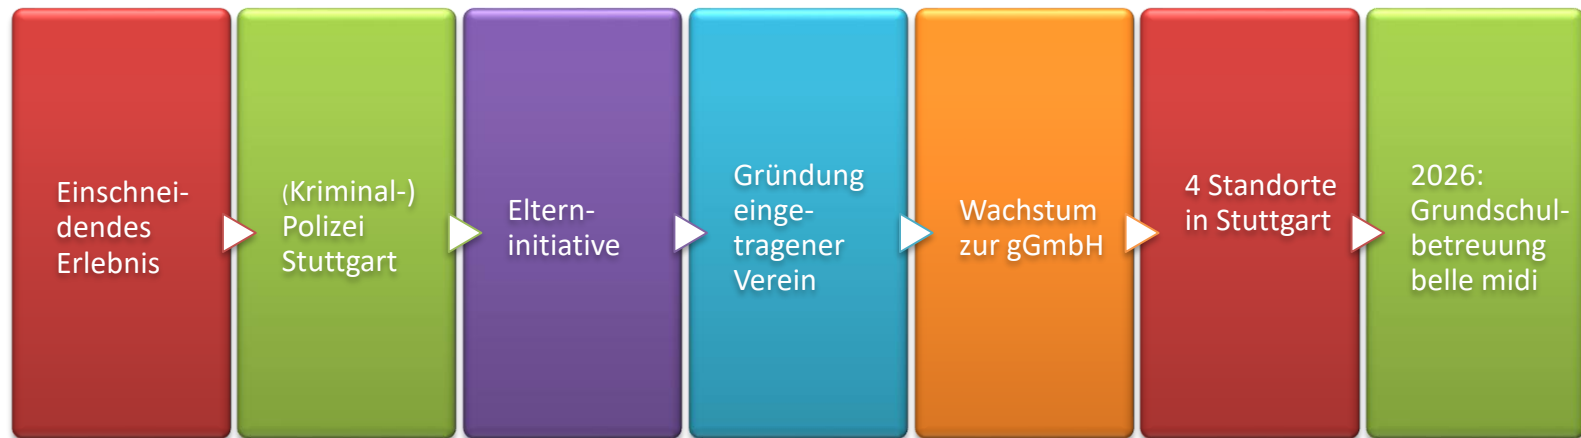 Einschnei-
dendes
Erlebnis
(Kriminal-)
Polizei
Stuttgart
Eltern-
initiative
Gründung
einge-
tragener
Verein
Wachstum
zur gGmbH
4 Standorte
in Stuttgart
2026:
Grundschul-
betreuung
belle midi